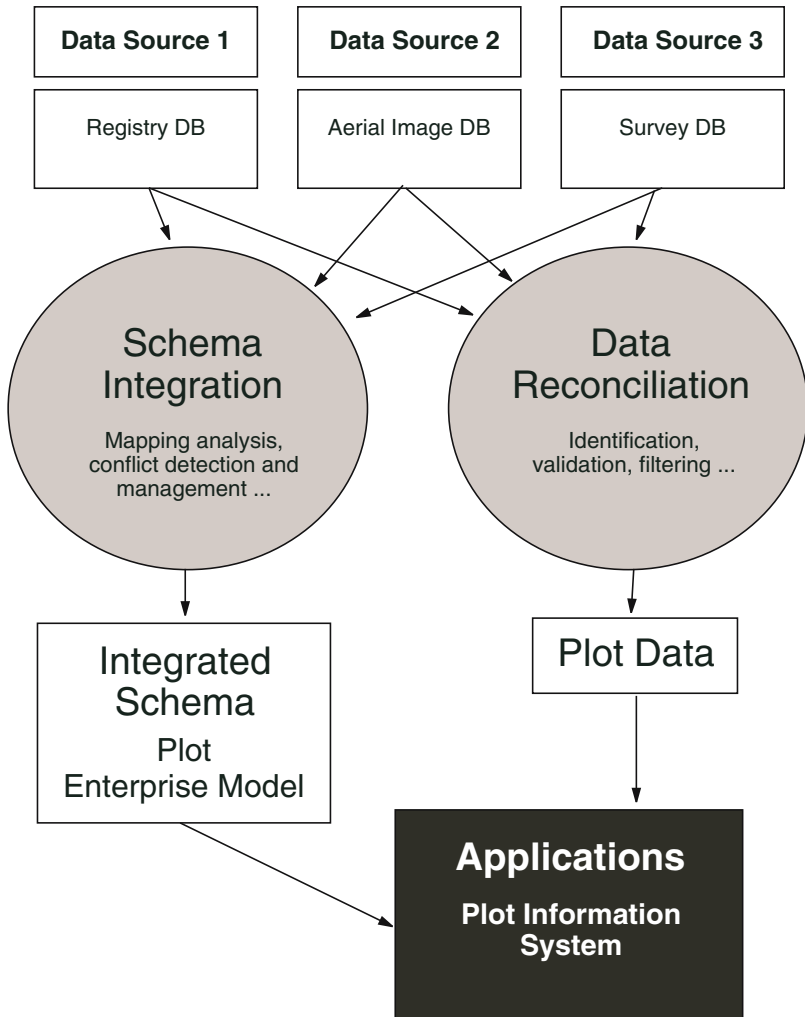 Data Source 1
Data Source 2
Data Source 3
Registry DB
Aerial Image DB
Survey DB
Schema
Integration
Mapping analysis,
conflict detection and
management ...
Data
Reconciliation
Identification,
validation, filtering ...
Integrated
Schema
Plot
Enterprise Model
Plot Data
Applications
Plot Information
System